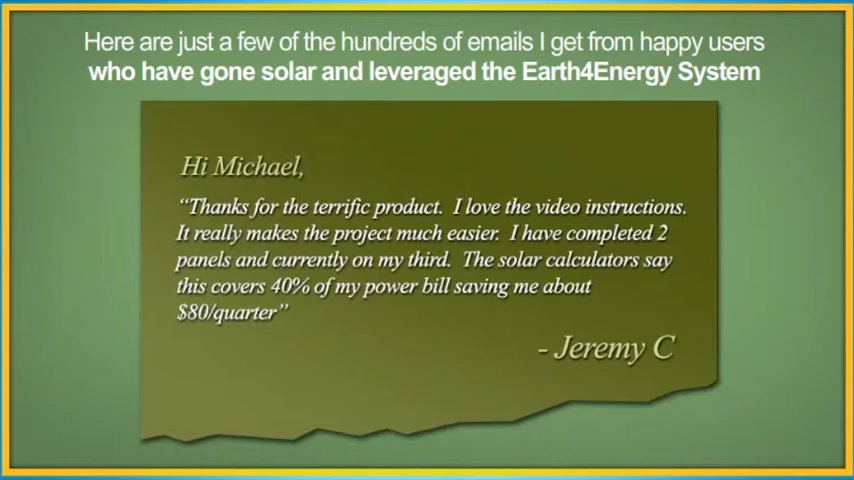 Here are just a few of the hundreds of emails I get from happy users
who have gone solar and leveraged the Earth4Energy System
Hi Michael,
“Thanks for the terrific product.  I love the video instructions.
It really makes the project much easier.  I have completed 2
panels and currently on my third.  The solar calculators say
this covers 40% of my power bill saving me about
$80/quarter”
- Jeremy C